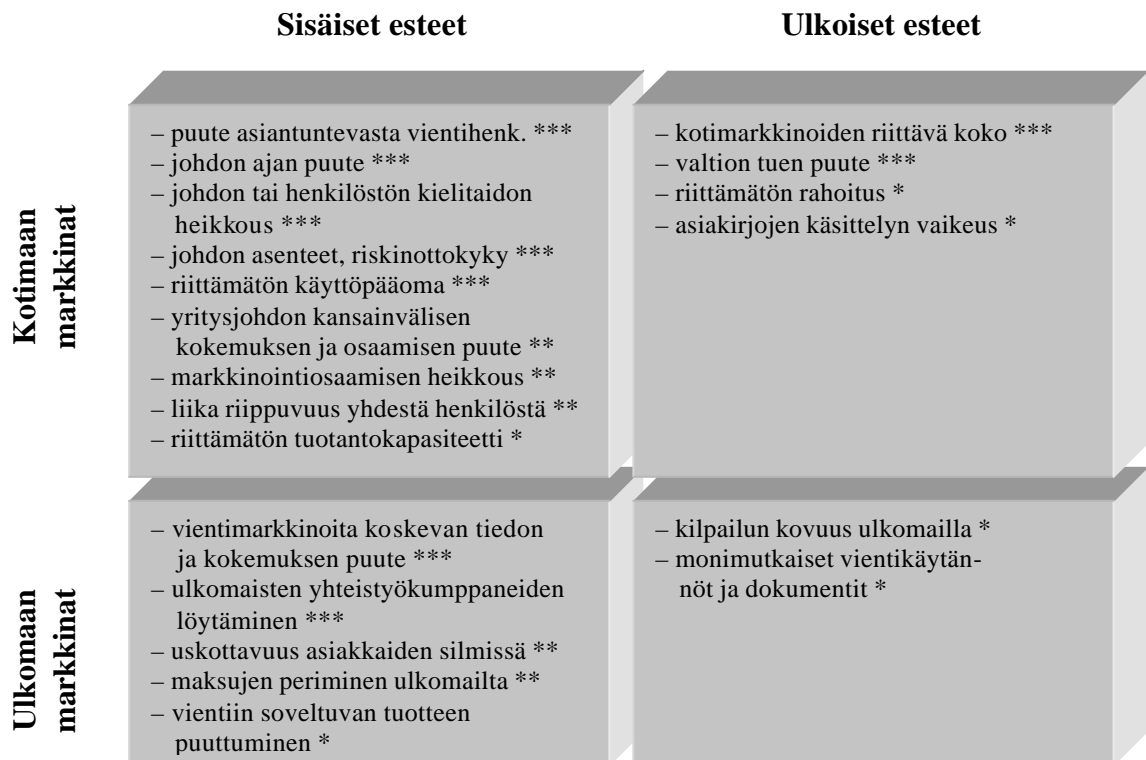 Sisäiset esteet
Ulkoiset esteet
Kotimaan
markkinat
– puute asiantuntevasta vientihenk. ***
– johdon ajan puute ***
– johdon tai henkilöstön kielitaidon
heikkous ***
– johdon asenteet, riskinottokyky ***
– riittämätön käyttöpääoma ***
– yritysjohdon kansainvälisen
kokemuksen ja osaamisen puute **
– markkinointiosaamisen heikkous **
– liika riippuvuus yhdestä henkilöstä **
– riittämätön tuotantokapasiteetti *
– kotimarkkinoiden riittävä koko ***
– valtion tuen puute ***
– riittämätön rahoitus *
– asiakirjojen käsittelyn vaikeus *
Ulkomaan
markkinat
– vientimarkkinoita koskevan tiedon
ja kokemuksen puute ***
– ulkomaisten yhteistyökumppaneiden
löytäminen ***
– uskottavuus asiakkaiden silmissä **
– maksujen periminen ulkomailta **
– vientiin soveltuvan tuotteen
puuttuminen *
– kilpailun kovuus ulkomailla *
– monimutkaiset vientikäytän-
nöt ja dokumentit *